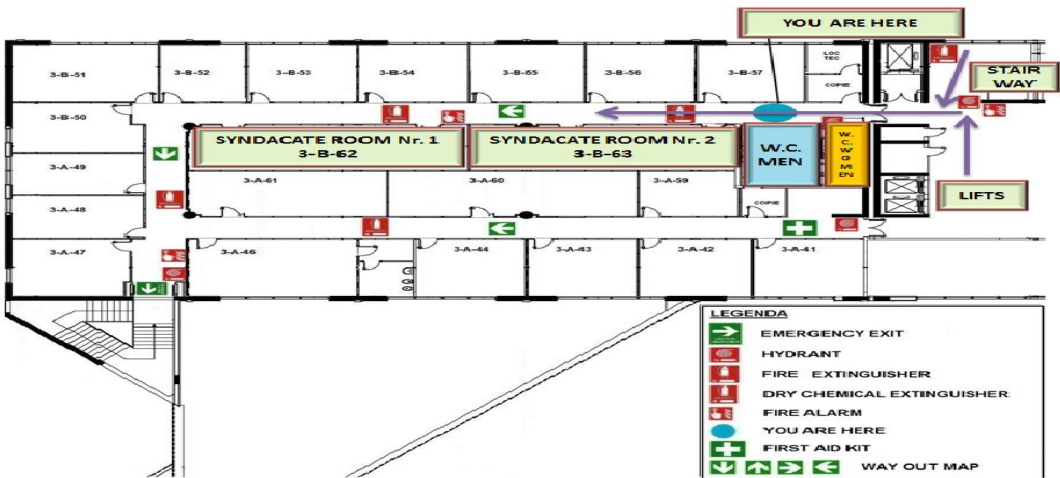 YOU ARE HERE
3-B-51
3-B-52
3-B-53
3-B-54
3-B-55
3-B-56
3-B-57
LOC
TEC
COPIE
STAIR
WAY
3-B-50
SYNDACATE ROOM Nr. 1
3-B-62
SYNDACATE ROOM Nr. 2
3-B-63
W.C.
MEN
W.C. WOMEN
3-A-49
3-A-61
3-A-60
3-A-59
COPIE
LIFTS
3-A-48
3-A-47
3-A-46
3-A-44
3-A-43
3-A-42
3-A-41
LEGENDA
EMERGENCY EXIT
HYDRANT
FIRE EXTINGUISHER
DRY CHEMICAL EXTINGUISHER
FIRE ALARM
YOU ARE HERE
FIRST AID KIT
WAY OUT MAP